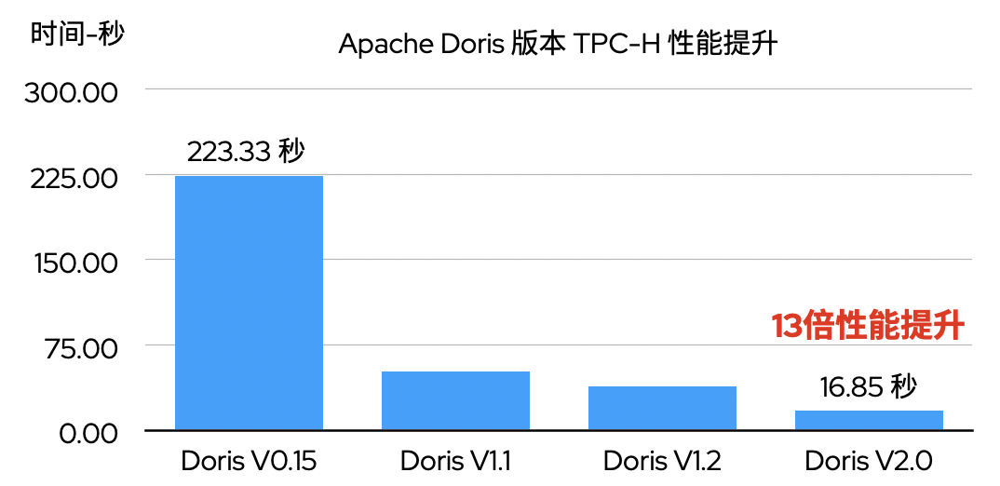 时间-秒
Apache Doris 版本 TPC-H 性能提升
300.00
223.33 秒
225.00
150.00
13倍性能提升
75.00
16.85 秒
0.00
Doris V0.15
Doris V1.1
Doris V1.2
Doris V2.0